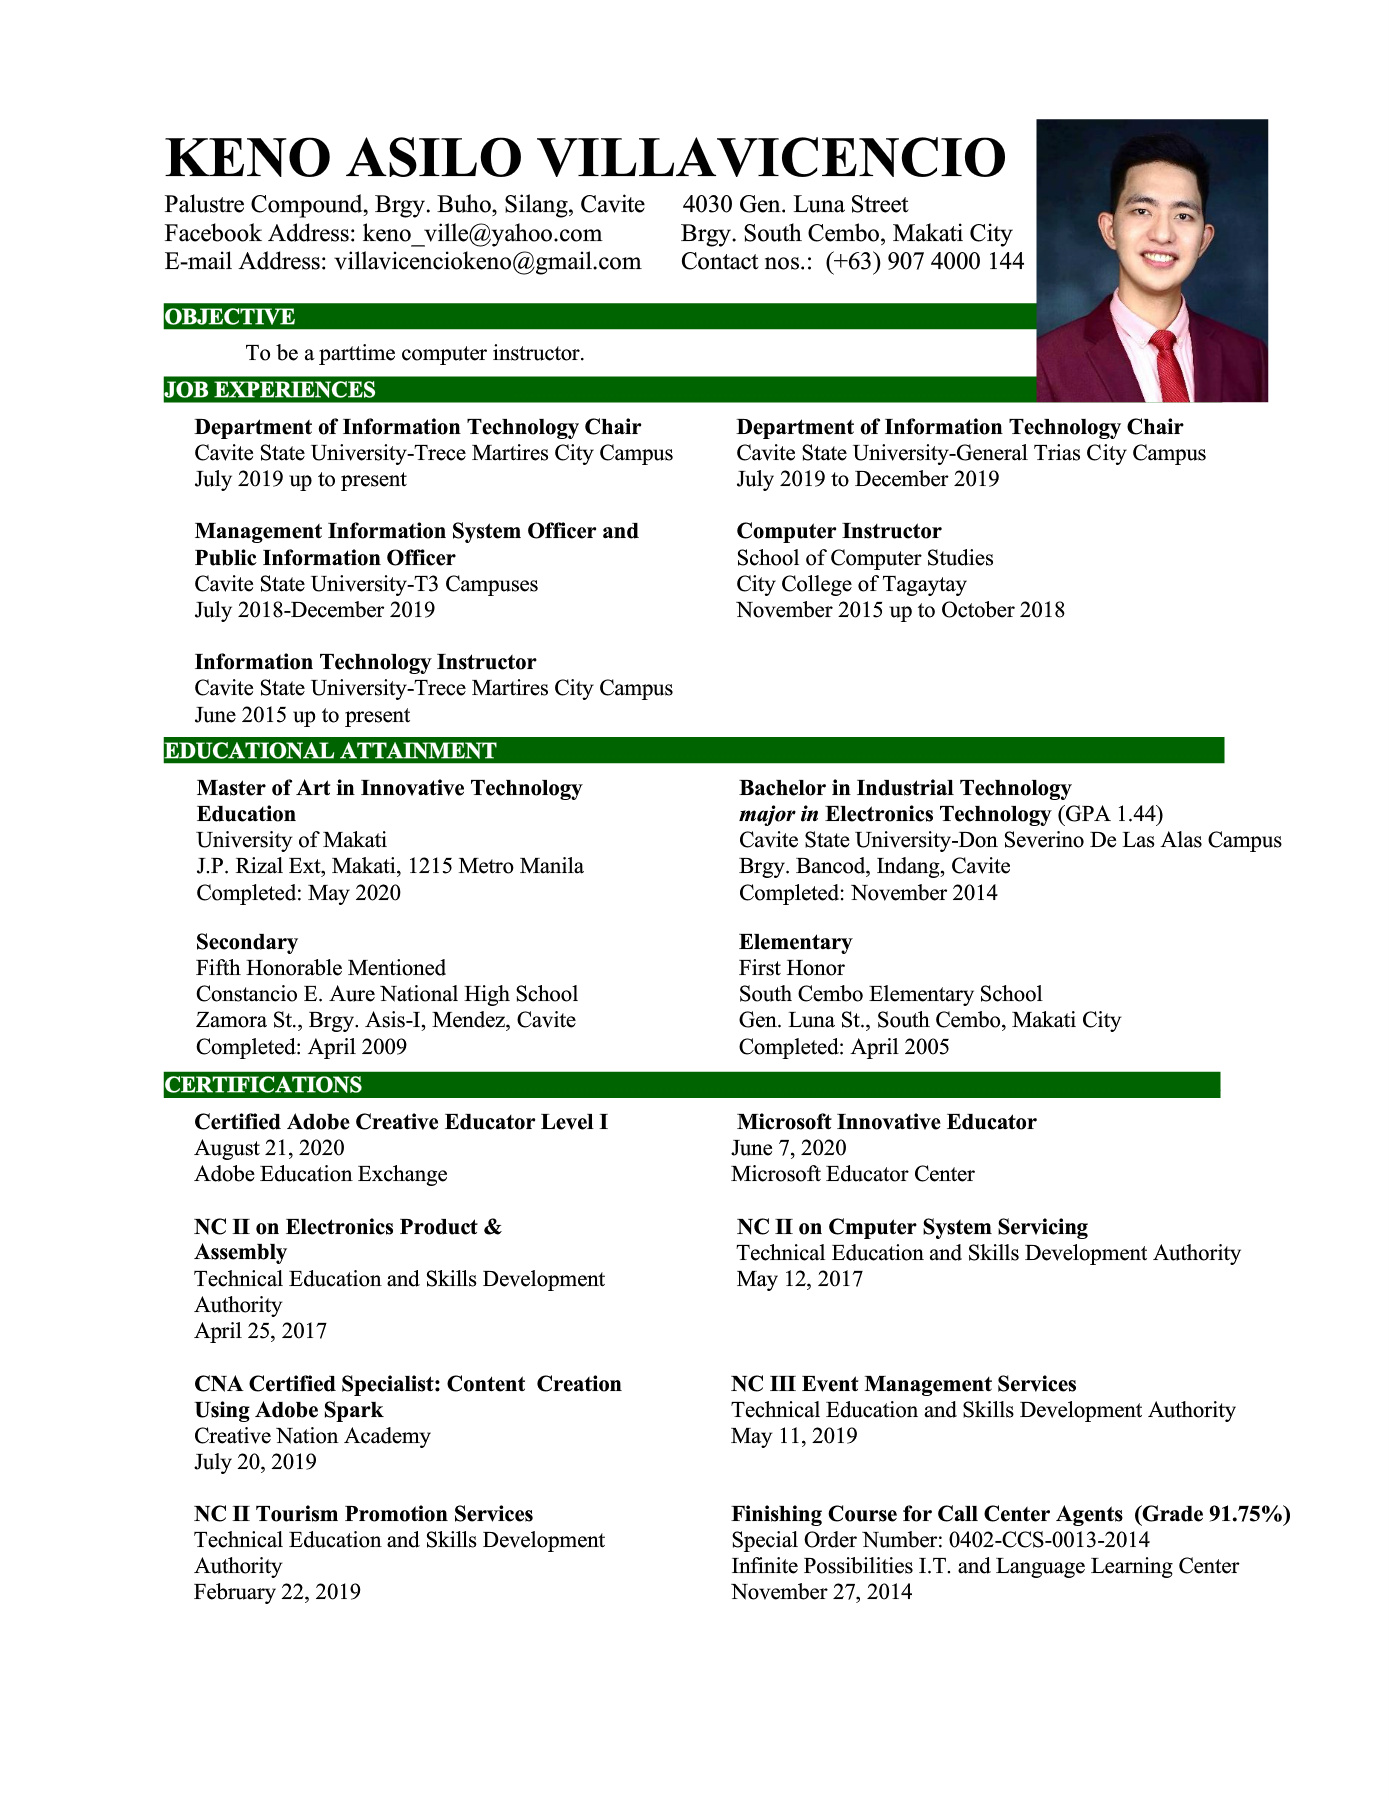 KENO ASILO VILLAVICENCIO
Palustre Compound, Brgy. Buho, Silang, Cavite 4030 Gen. Luna Street
Facebook Address: keno_ville@yahoo.com Brgy. South Cembo, Makati City
E-mail Address: villavicenciokeno@gmail.com Contact nos.: (+63) 907 4000 144
OBJECTIVE
To be a parttime computer instructor.
JOB EXPERIENCES
Department of Information Technology Chair
Cavite State University-Trece Martires City Campus
July 2019 up to present
Department of Information Technology Chair
Cavite State University-General Trias City Campus
July 2019 to December 2019
Management Information System Officer and
Public Information Officer
Cavite State University-T3 Campuses
July 2018-December 2019
Computer Instructor
School of Computer Studies
City College of Tagaytay
November 2015 up to October 2018
Information Technology Instructor
Cavite State University-Trece Martires City Campus
June 2015 up to present
EDUCATIONAL ATTAINMENT
Master of Art in Innovative Technology
Education
University of Makati
J.P. Rizal Ext, Makati, 1215 Metro Manila
Completed: May 2020
Bachelor in Industrial Technology
major in Electronics Technology (GPA 1.44)
Cavite State University-Don Severino De Las Alas Campus
Brgy. Bancod, Indang, Cavite
Completed: November 2014
Secondary
Fifth Honorable Mentioned
Constancio E. Aure National High School
Zamora St., Brgy. Asis-I, Mendez, Cavite
Completed: April 2009
Elementary
First Honor
South Cembo Elementary School
Gen. Luna St., South Cembo, Makati City
Completed: April 2005
CERTIFICATIONS
Certified Adobe Creative Educator Level I
August 21, 2020
Adobe Education Exchange
Microsoft Innovative Educator
June 7, 2020
Microsoft Educator Center
NC II on Electronics Product &
Assembly
Technical Education and Skills Development
Authority
April 25, 2017
NC II on Cmputer System Servicing
Technical Education and Skills Development Authority
May 12, 2017
CNA Certified Specialist: Content  Creation
Using Adobe Spark
Creative Nation Academy
July 20, 2019
NC III Event Management Services
Technical Education and Skills Development Authority
May 11, 2019
NC II Tourism Promotion Services
Technical Education and Skills Development
Authority
February 22, 2019
Finishing Course for Call Center Agents  (Grade 91.75%)
Special Order Number: 0402-CCS-0013-2014
Infinite Possibilities I.T. and Language Learning Center
November 27, 2014